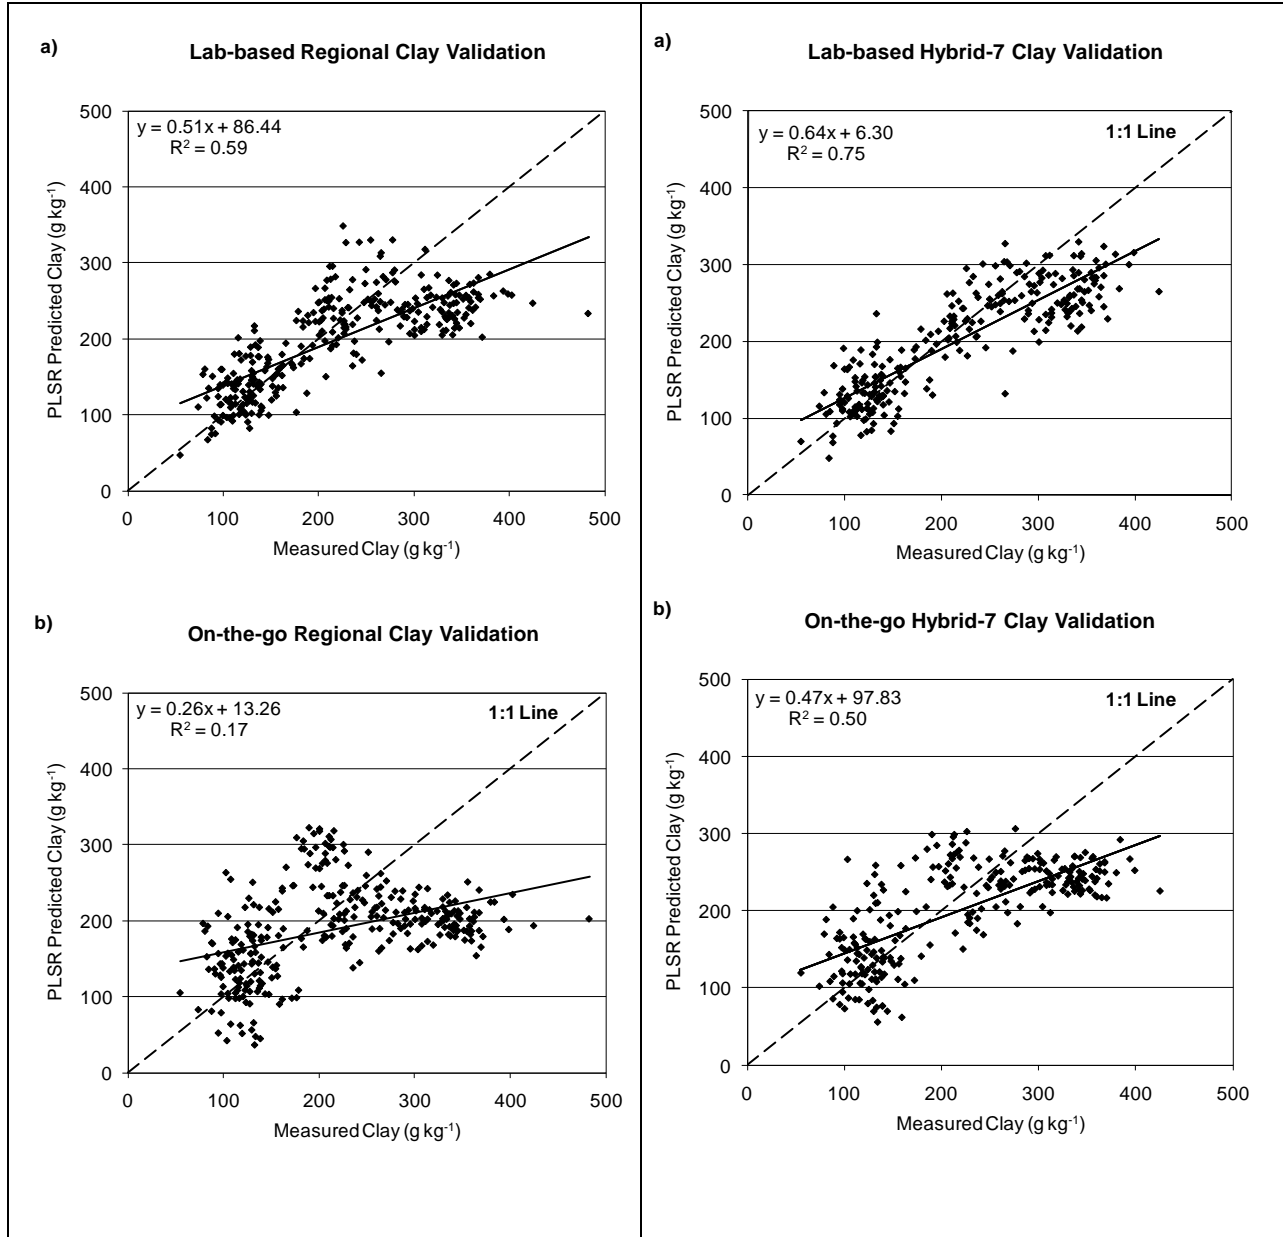 a)
Lab-based Regional Clay Validation
y = 0.51x + 86.44
R² = 0.59
500
400
300
200
100
0
PLSR Predicted Clay (g kg⁻¹)
0 100 200 300 400 500
Measured Clay (g kg⁻¹)
b)
On-the-go Regional Clay Validation
y = 0.26x + 13.26
R² = 0.17
1:1 Line
500
400
300
200
100
0
PLSR Predicted Clay (g kg⁻¹)
0 100 200 300 400 500
Measured Clay (g kg⁻¹)
a)
Lab-based Hybrid-7 Clay Validation
y = 0.64x + 6.30
R² = 0.75
1:1 Line
500
400
300
200
100
0
PLSR Predicted Clay (g kg⁻¹)
0 100 200 300 400 500
Measured Clay (g kg⁻¹)
b)
On-the-go Hybrid-7 Clay Validation
y = 0.47x + 97.83
R² = 0.50
1:1 Line
500
400
300
200
100
0
PLSR Predicted Clay (g kg⁻¹)
0 100 200 300 400 500
Measured Clay (g kg⁻¹)